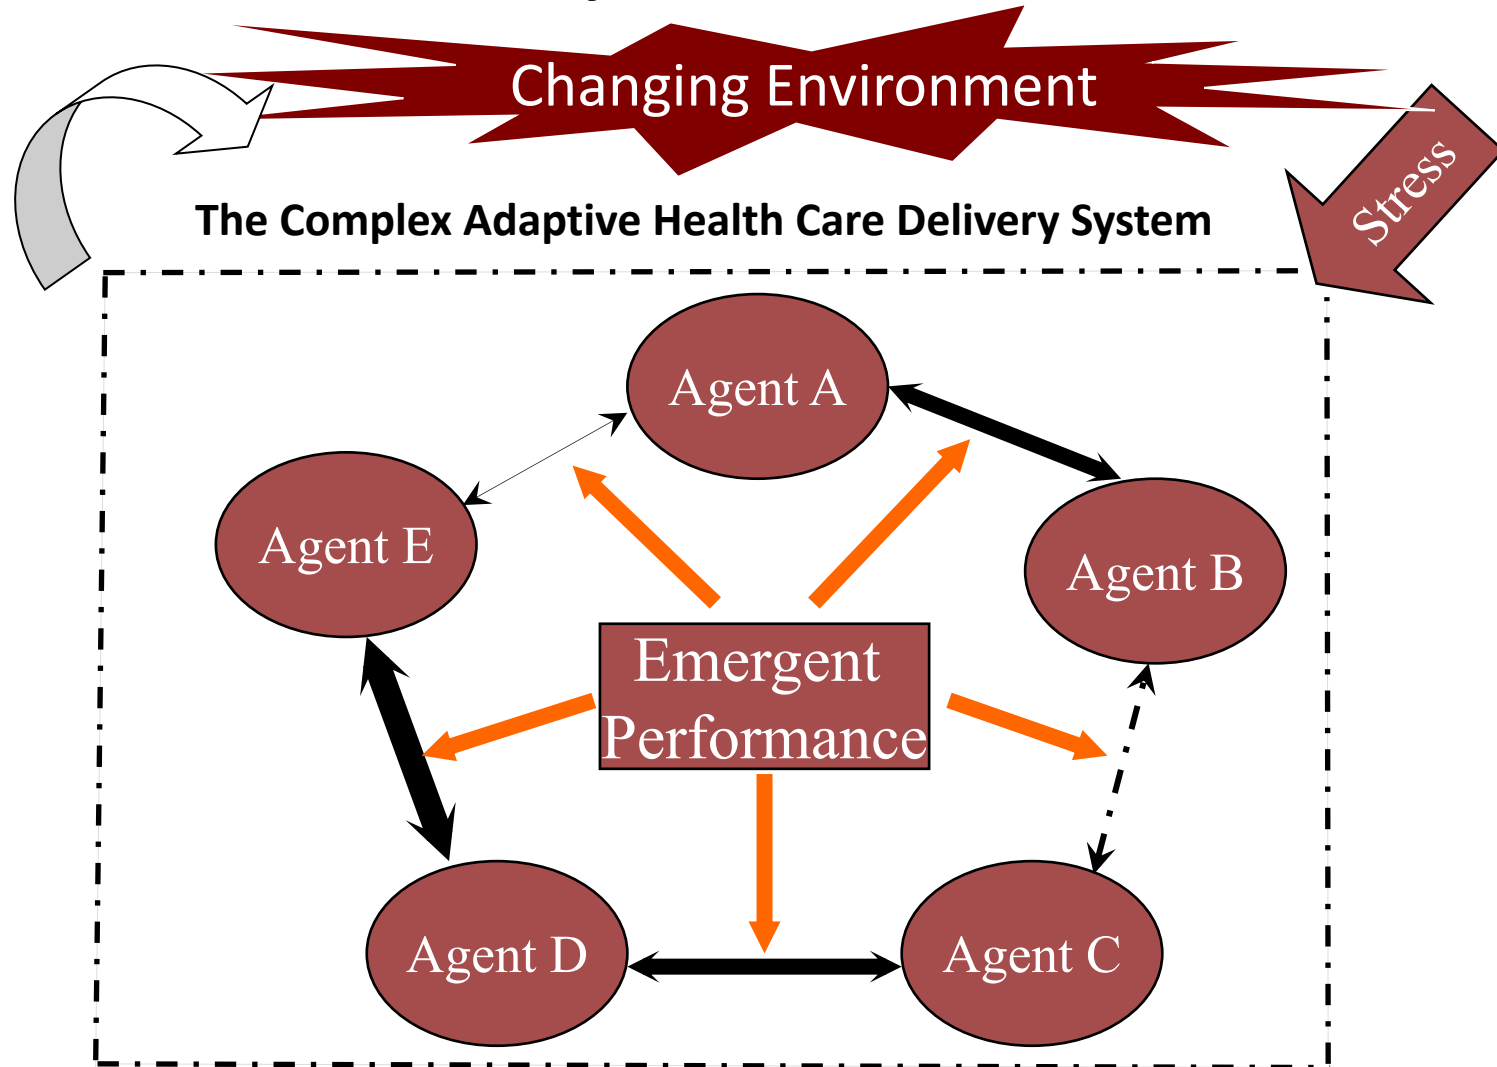 Changing Environment
Stress
The Complex Adaptive Health Care Delivery System
Agent A
Agent E
Agent B
Emergent
Performance
Agent D
Agent C